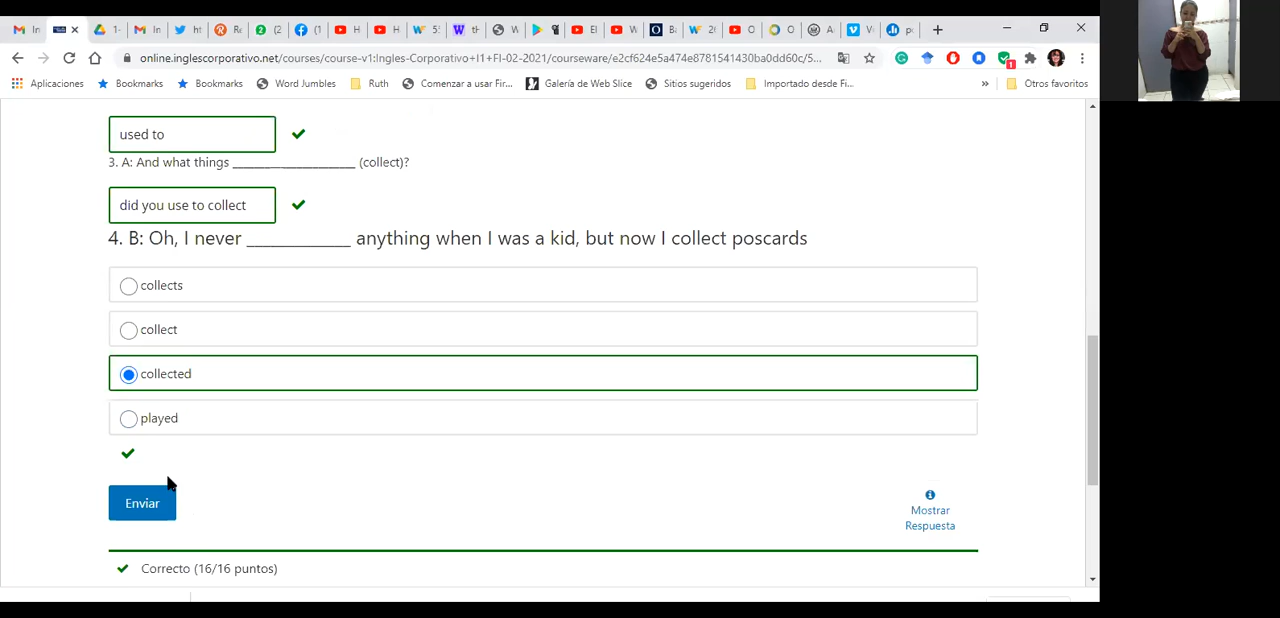 online.inglescorporativo.net/courses/course-v1:Ingles-Corporativo+I1+FI-02-2021/courseware/e2cf624e5a474e8781541430ba0dd60c/5...
Aplicaciones Bookmarks Bookmarks Word Jumbles Ruth Comenzar a usar Fir... Galería de Web Slice Sitios sugeridos Importado desde Fi... » Otros favoritos
used to
3. A: And what things ____________________ (collect)?
did you use to collect
4. B: Oh, I never ____________ anything when I was a kid, but now I collect poscards
collects
collect
collected
played
Enviar
Mostrar
Respuesta
Correcto (16/16 puntos)